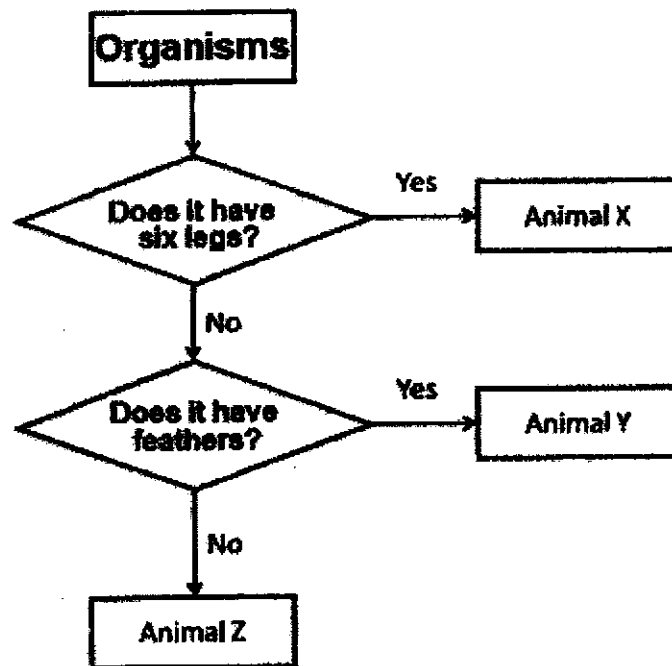 Organisms
Does it have
six legs?
Yes
Animal X
No
Does it have
feathers?
Yes
Animal Y
No
Animal Z